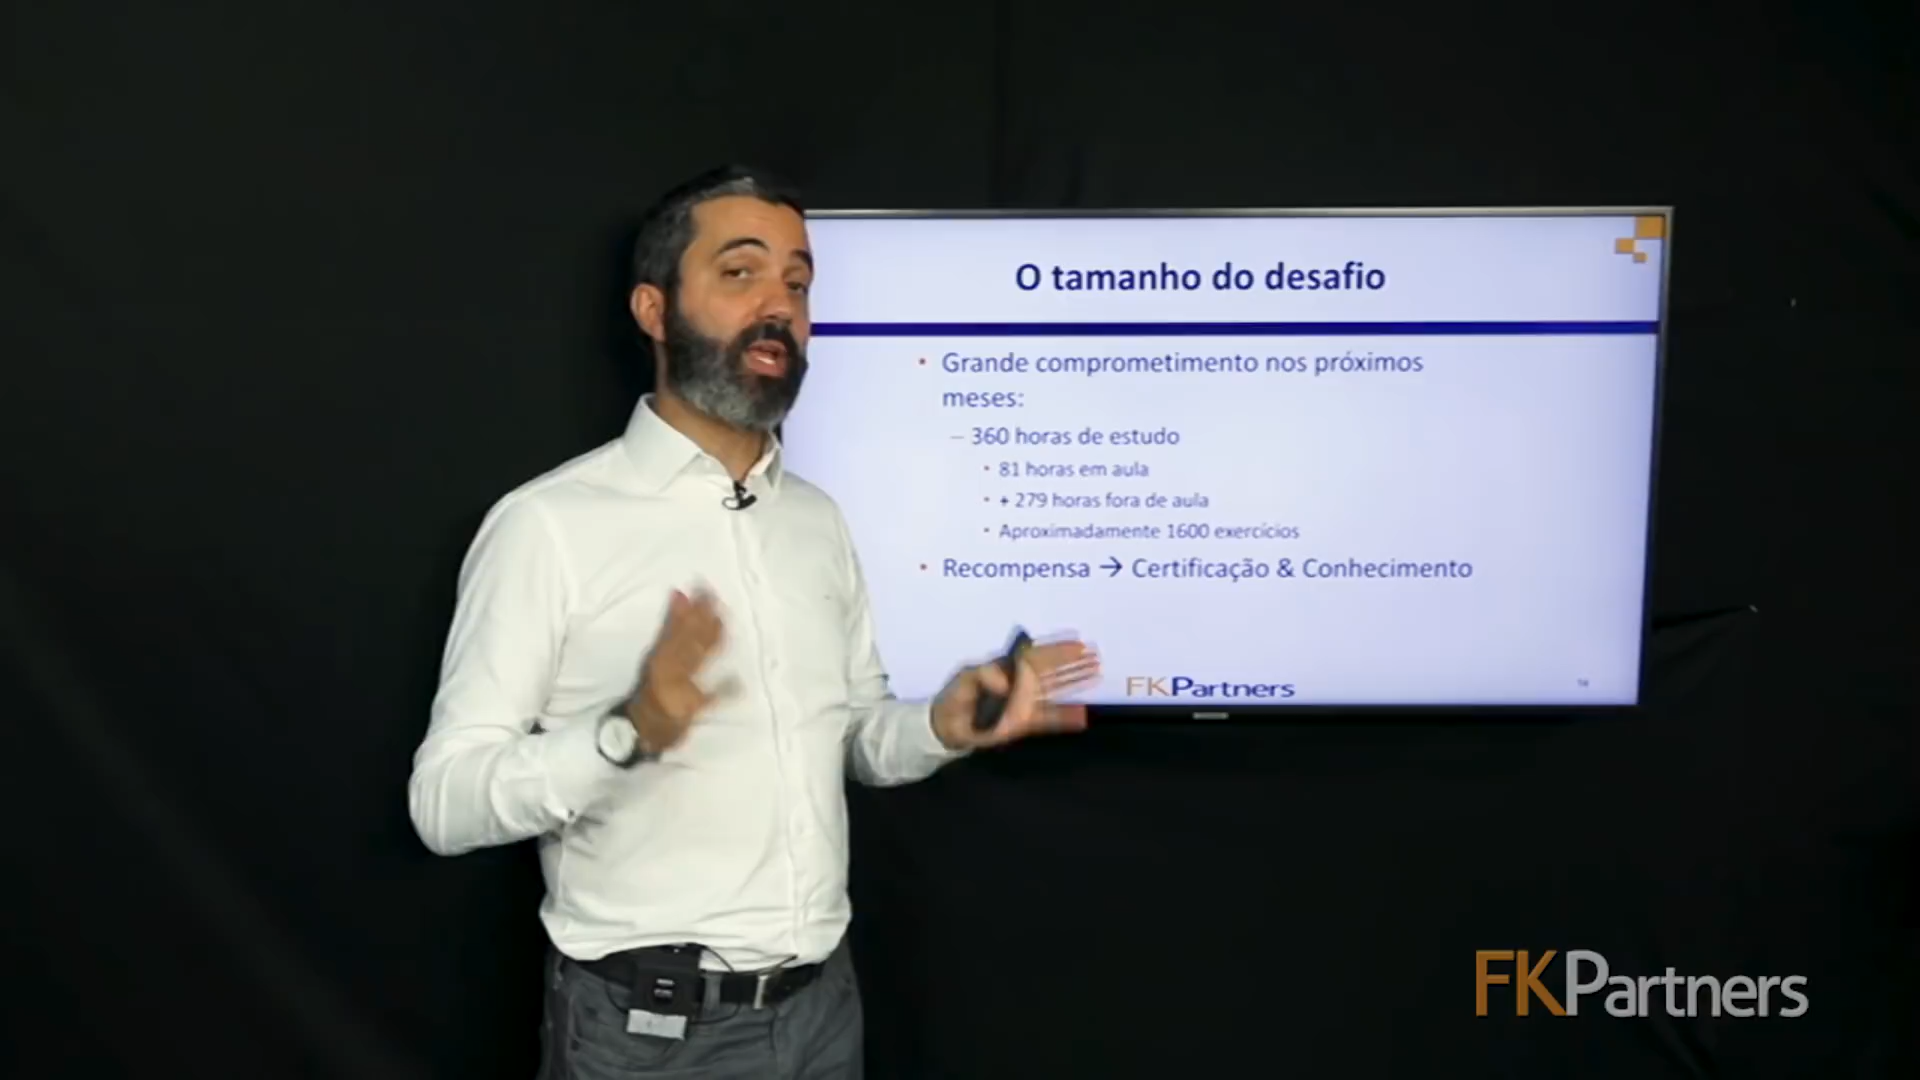 O tamanho do desafio
• Grande comprometimento nos próximos
meses:
– 360 horas de estudo
• 81 horas em aula
• + 279 horas fora de aula
• Aproximadamente 1600 exercícios
• Recompensa → Certificação & Conhecimento
FKPartners
FKPartners